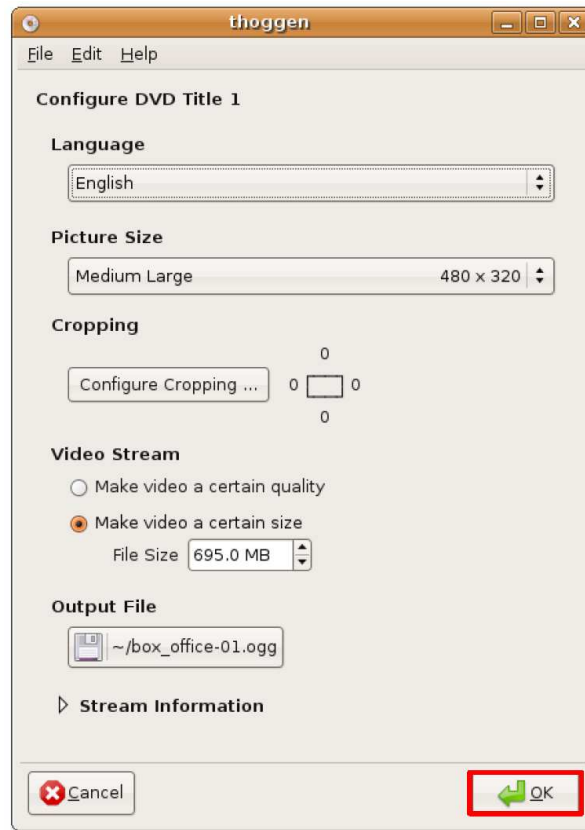 thoggen
File Edit Help
Configure DVD Title 1
Language
English
Picture Size
Medium Large 480 x 320
Cropping
0
Configure Cropping ... 0 0
0
Video Stream
Make video a certain quality
Make video a certain size
File Size 695.0 MB
Output File
~/box_office-01.ogg
Stream Information
Cancel OK